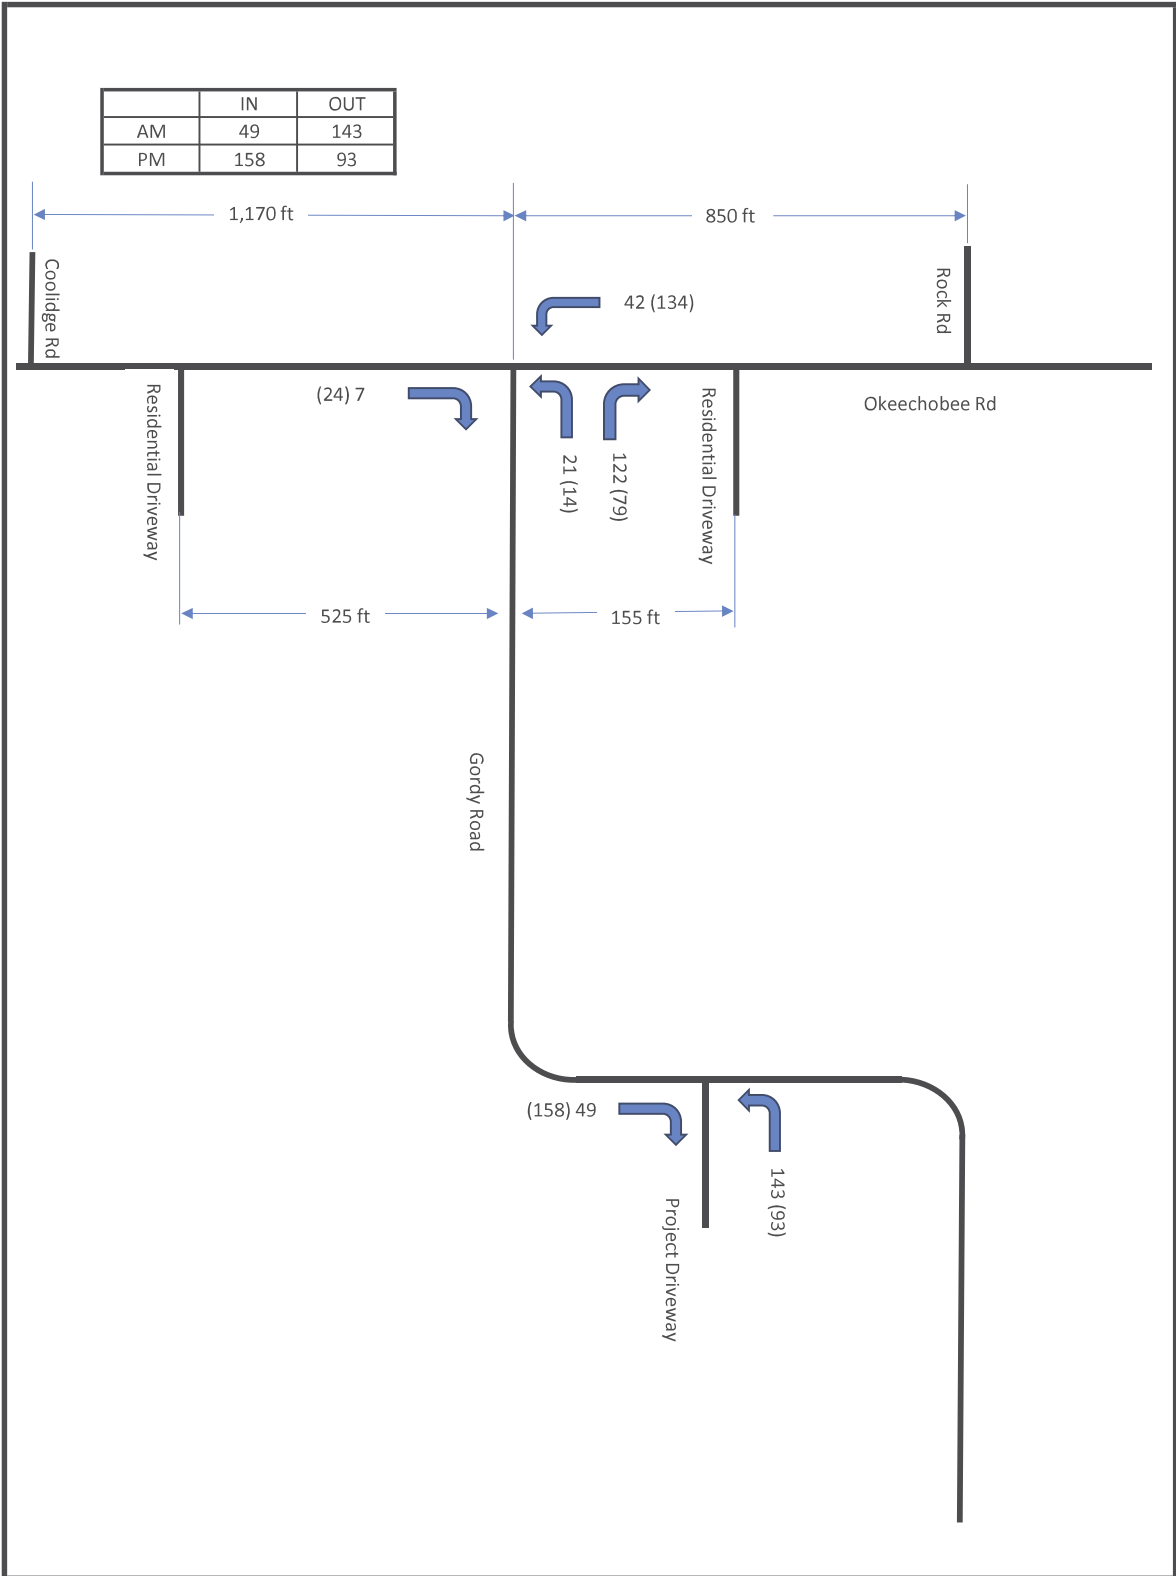 IN OUT
AM 49 143
PM 158 93
1,170 ft
850 ft
Coolidge Rd
Rock Rd
42 (134)
(24) 7
Okeechobee Rd
Residential Driveway
Residential Driveway
21 (14)
122 (79)
525 ft
155 ft
Gordy Road
(158) 49
143 (93)
Project Driveway